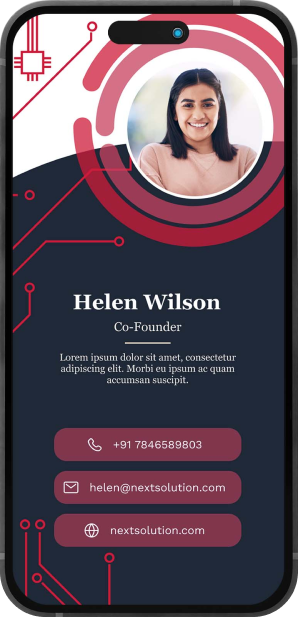 Helen Wilson
Co-Founder
Lorem ipsum dolor sit amet, consectetur
adipiscing elit. Morbi eu ipsum ac quam
accumsan suscipit.
+91 7846589803
helen@nextsolution.com
nextsolution.com